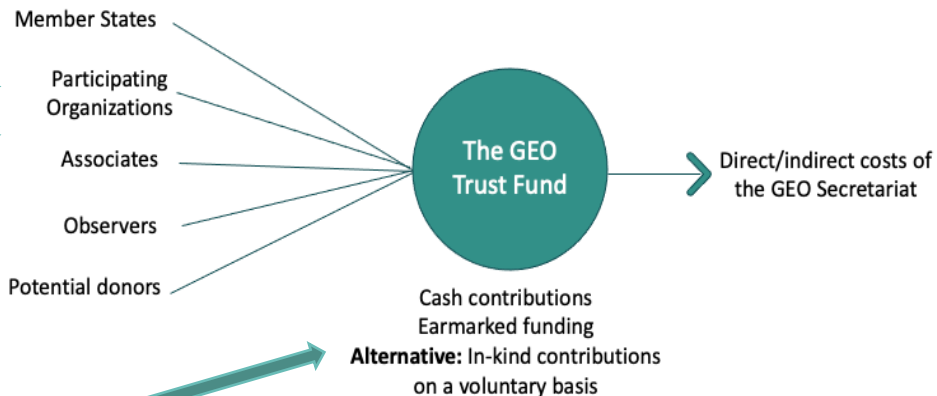 Member States
Participating
Organizations
Associates
Observers
Potential donors
The GEO
Trust Fund
Direct/indirect costs of
the GEO Secretariat
Cash contributions
Earmarked funding
Alternative: In-kind contributions
on a voluntary basis